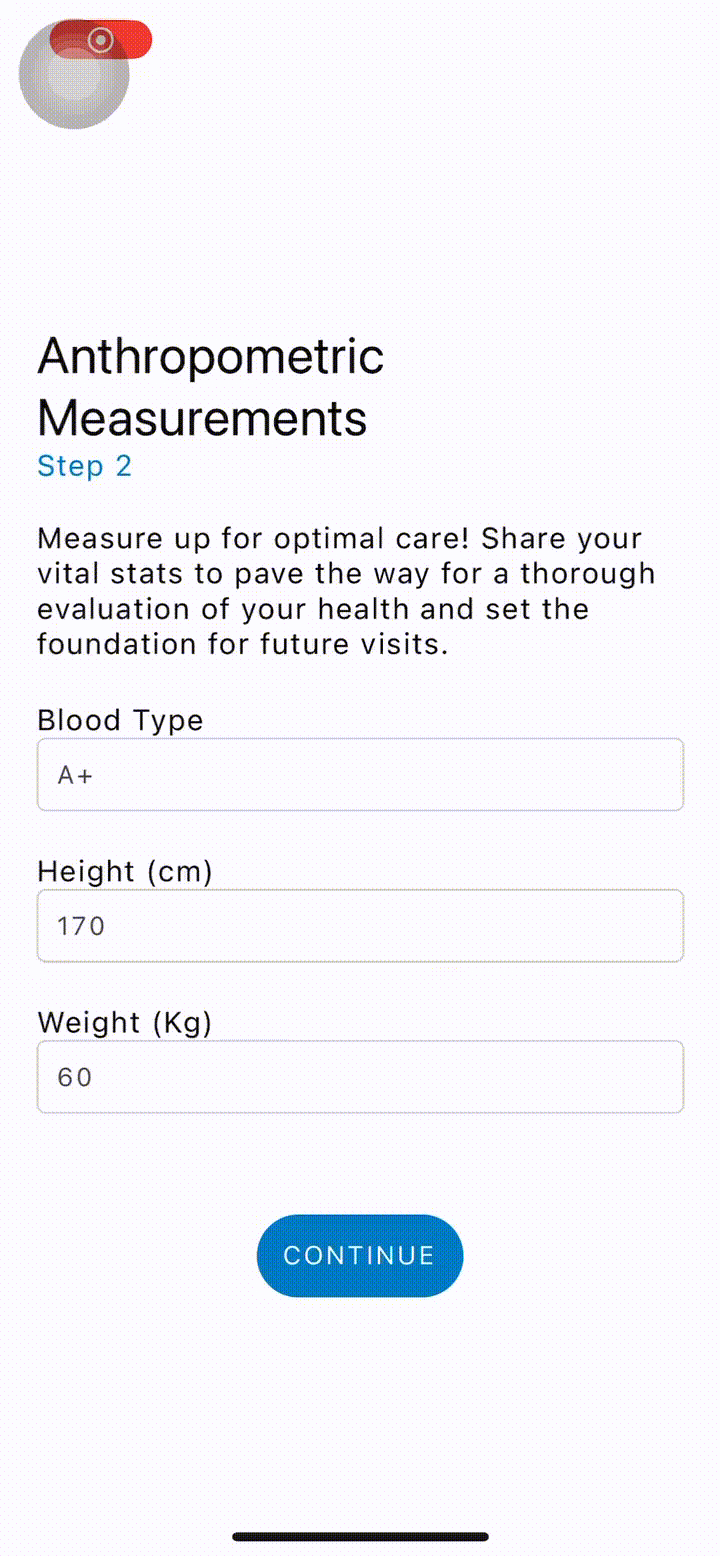 Anthropometric
Measurements
Step 2
Measure up for optimal care! Share your
vital stats to pave the way for a thorough
evaluation of your health and set the
foundation for future visits.
Blood Type
A+
Height (cm)
170
Weight (Kg)
60
CONTINUE